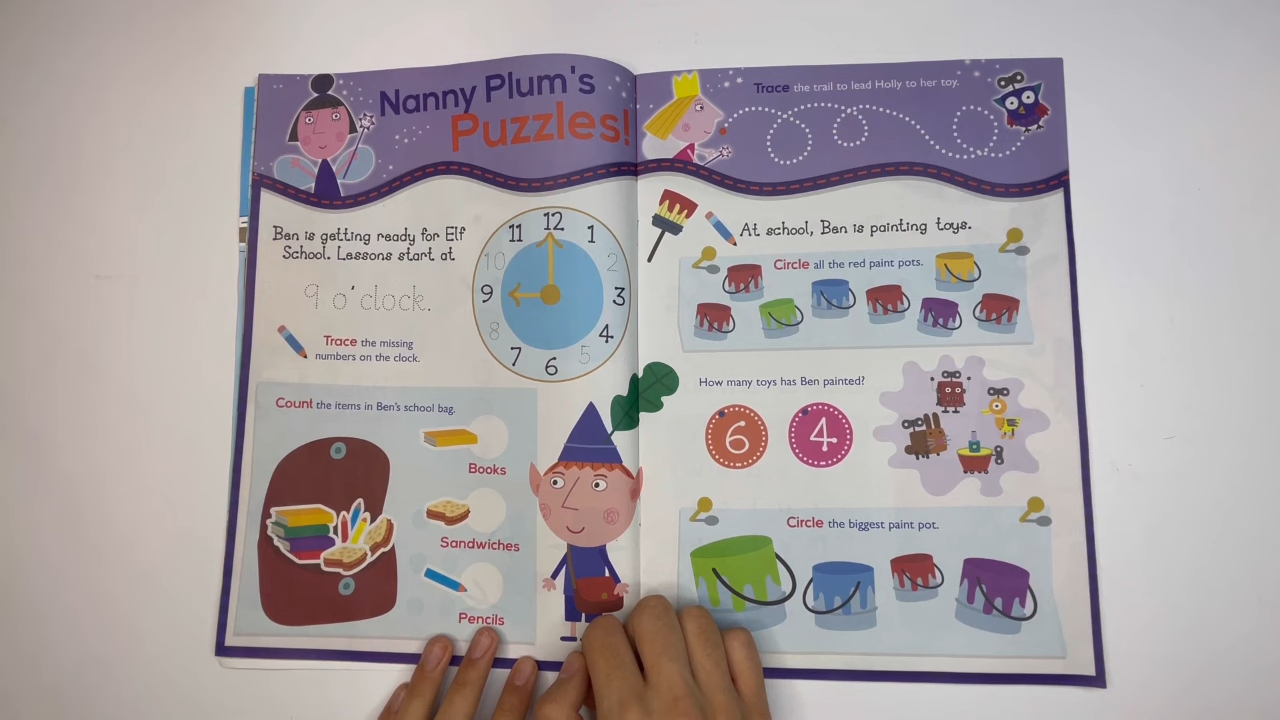 Nanny Plum's
Puzzles!
Ben is getting ready for Elf
School. Lessons start at
9 o'clock.
Trace the missing
numbers on the clock.
12
1
2
3
4
5
6
7
8
9
10
11
Count the items in Ben's school bag.
Books
Sandwiches
Pencils
Trace the trail to lead Holly to her toy.
At school, Ben is painting toys.
Circle all the red paint pots.
How many toys has Ben painted?
6 4
Circle the biggest paint pot.